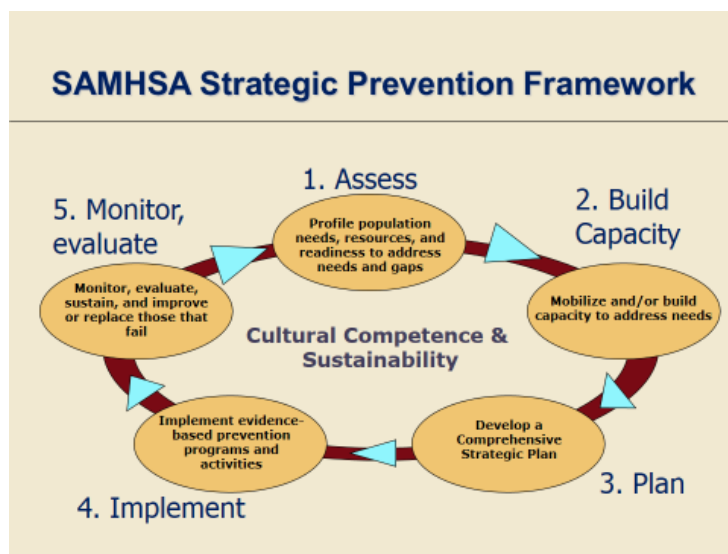 SAMHSA Strategic Prevention Framework
1. Assess
Profile population
needs, resources, and
readiness to address
needs and gaps
2. Build
Capacity
Mobilize and/or build
capacity to address needs
3. Plan
Develop a
Comprehensive
Strategic Plan
4. Implement
Implement evidence-
based prevention
programs and
activities
5. Monitor,
evaluate
Monitor, evaluate,
sustain, and improve
or replace those that
fail
Cultural Competence &
Sustainability